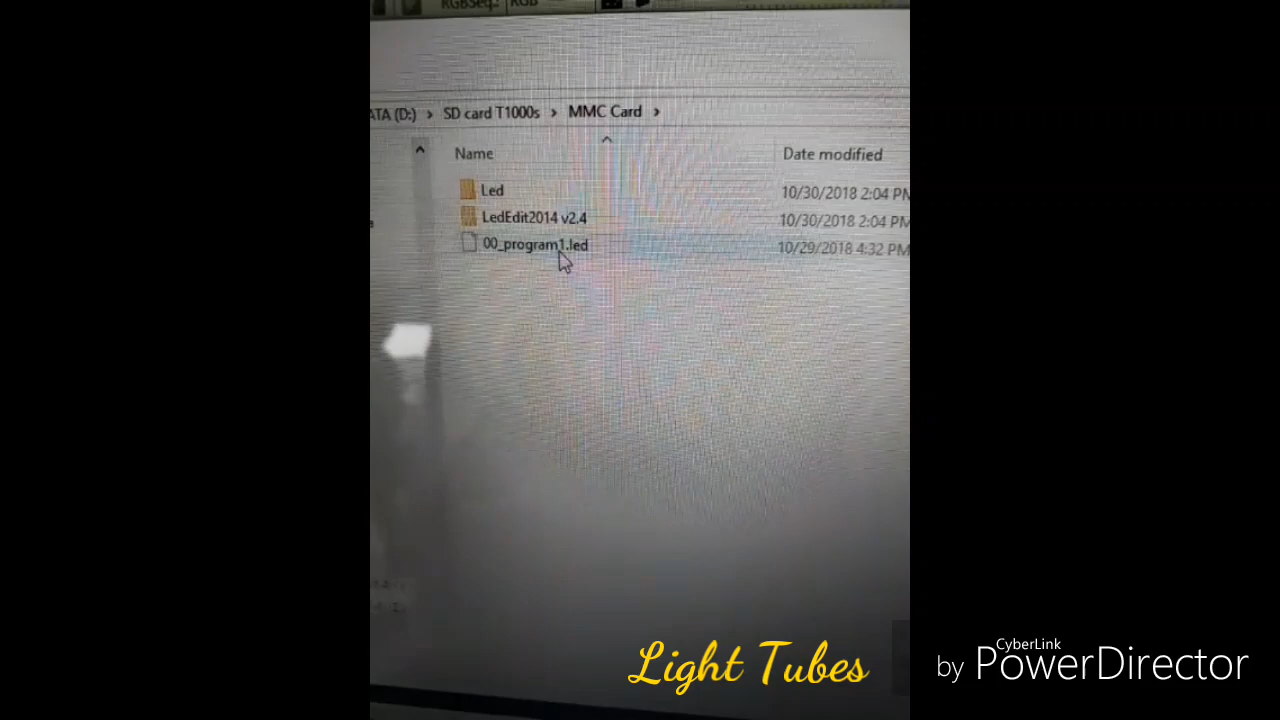 RGBSeq.: RGB
ATA (D:) > SD card T1000s > MMC Card >
Name Date modified
Led 10/30/2018 2:04 PM
LedEdit2014 v2.4 10/30/2018 2:04 PM
00_program1.led 10/29/2018 4:32 PM
Light Tubes
CyberLink
by PowerDirector